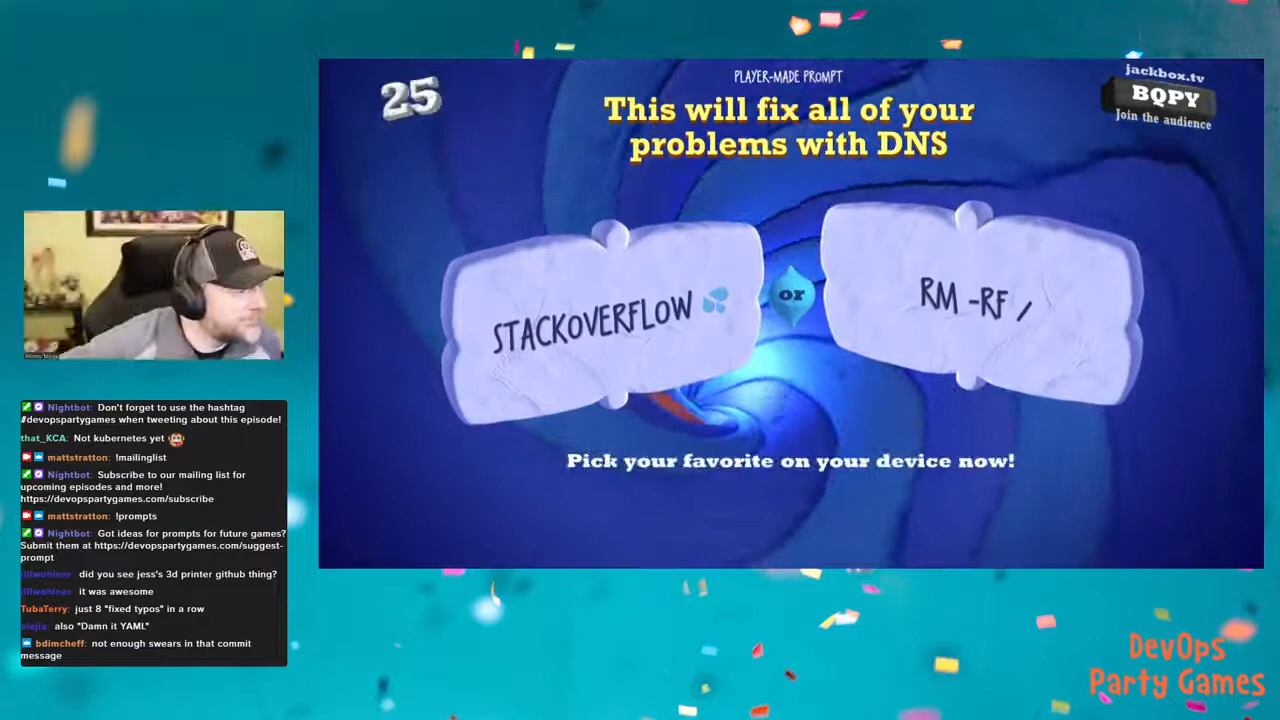 25
PLAYER-MADE PROMPT
This will fix all of your
problems with DNS
jackbox.tv
BQPY
Join the audience
STACKOVERFLOW
or
RM -RF /
Pick your favorite on your device now!
Nightbot: Don't forget to use the hashtag
#devopspartygames when tweeting about this episode!
that_KCA: Not kubernetes yet
mattstratton: !mailinglist
Nightbot: Subscribe to our mailing list for
upcoming episodes and more!
https://devopspartygames.com/subscribe
mattstratton: !prompts
Nightbot: Got ideas for prompts for future games?
Submit them at https://devopspartygames.com/suggest-
prompt
did you see jess's 3d printer github thing?
it was awesome
TubaTerry: just 8 "fixed typos" in a row
also "Damn it YAML"
bdimcheff: not enough swears in that commit
message
DevOps
Party Games